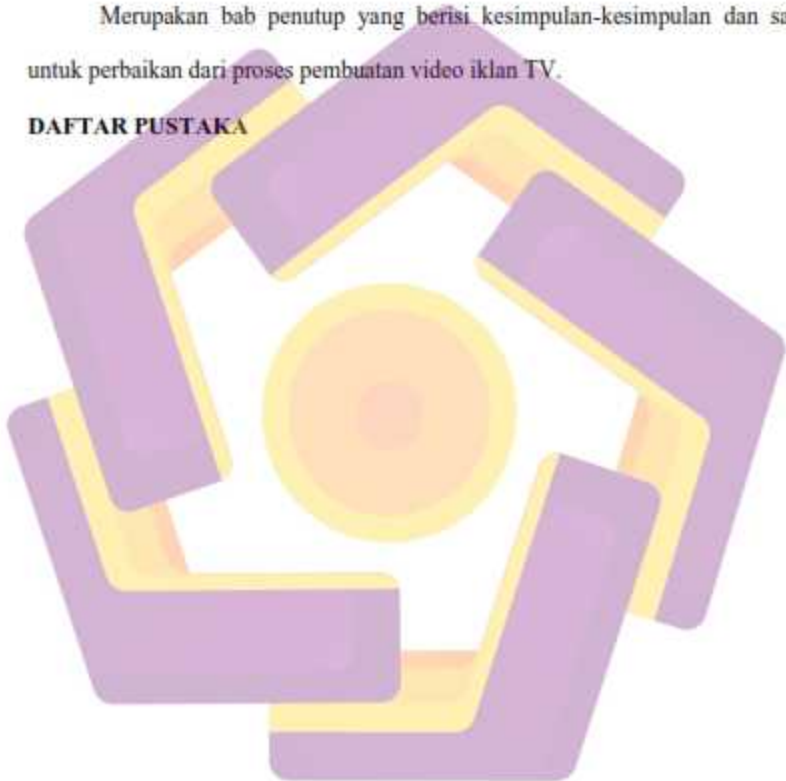 Merupakan bab penutup yang berisi kesimpulan-kesimpulan dan
untuk perbaikan dari proses pembuatan video iklan TV.
DAFTAR PUSTAKA